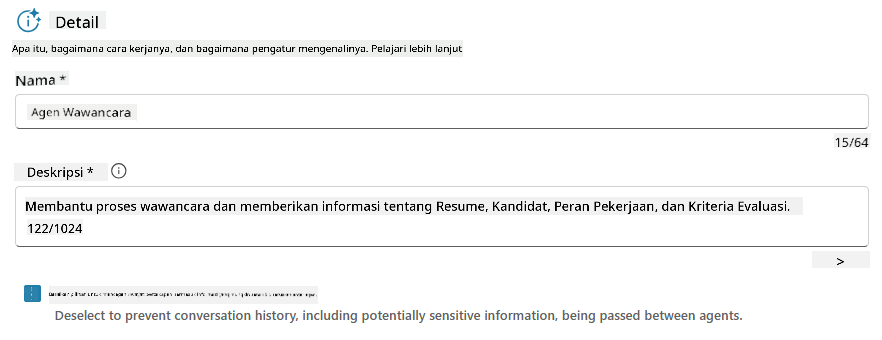 Detail
Apa itu, bagaimana cara kerjanya, dan bagaimana pengatur mengenalinya. Pelajari lebih lanjut
Nama *
Agen Wawancara
15/64
Deskripsi *
Membantu proses wawancara dan memberikan informasi tentang Resume, Kandidat, Peran Pekerjaan, dan Kriteria Evaluasi.
122/1024
>
Deselect to prevent conversation history, including potentially sensitive information, being passed between agents.